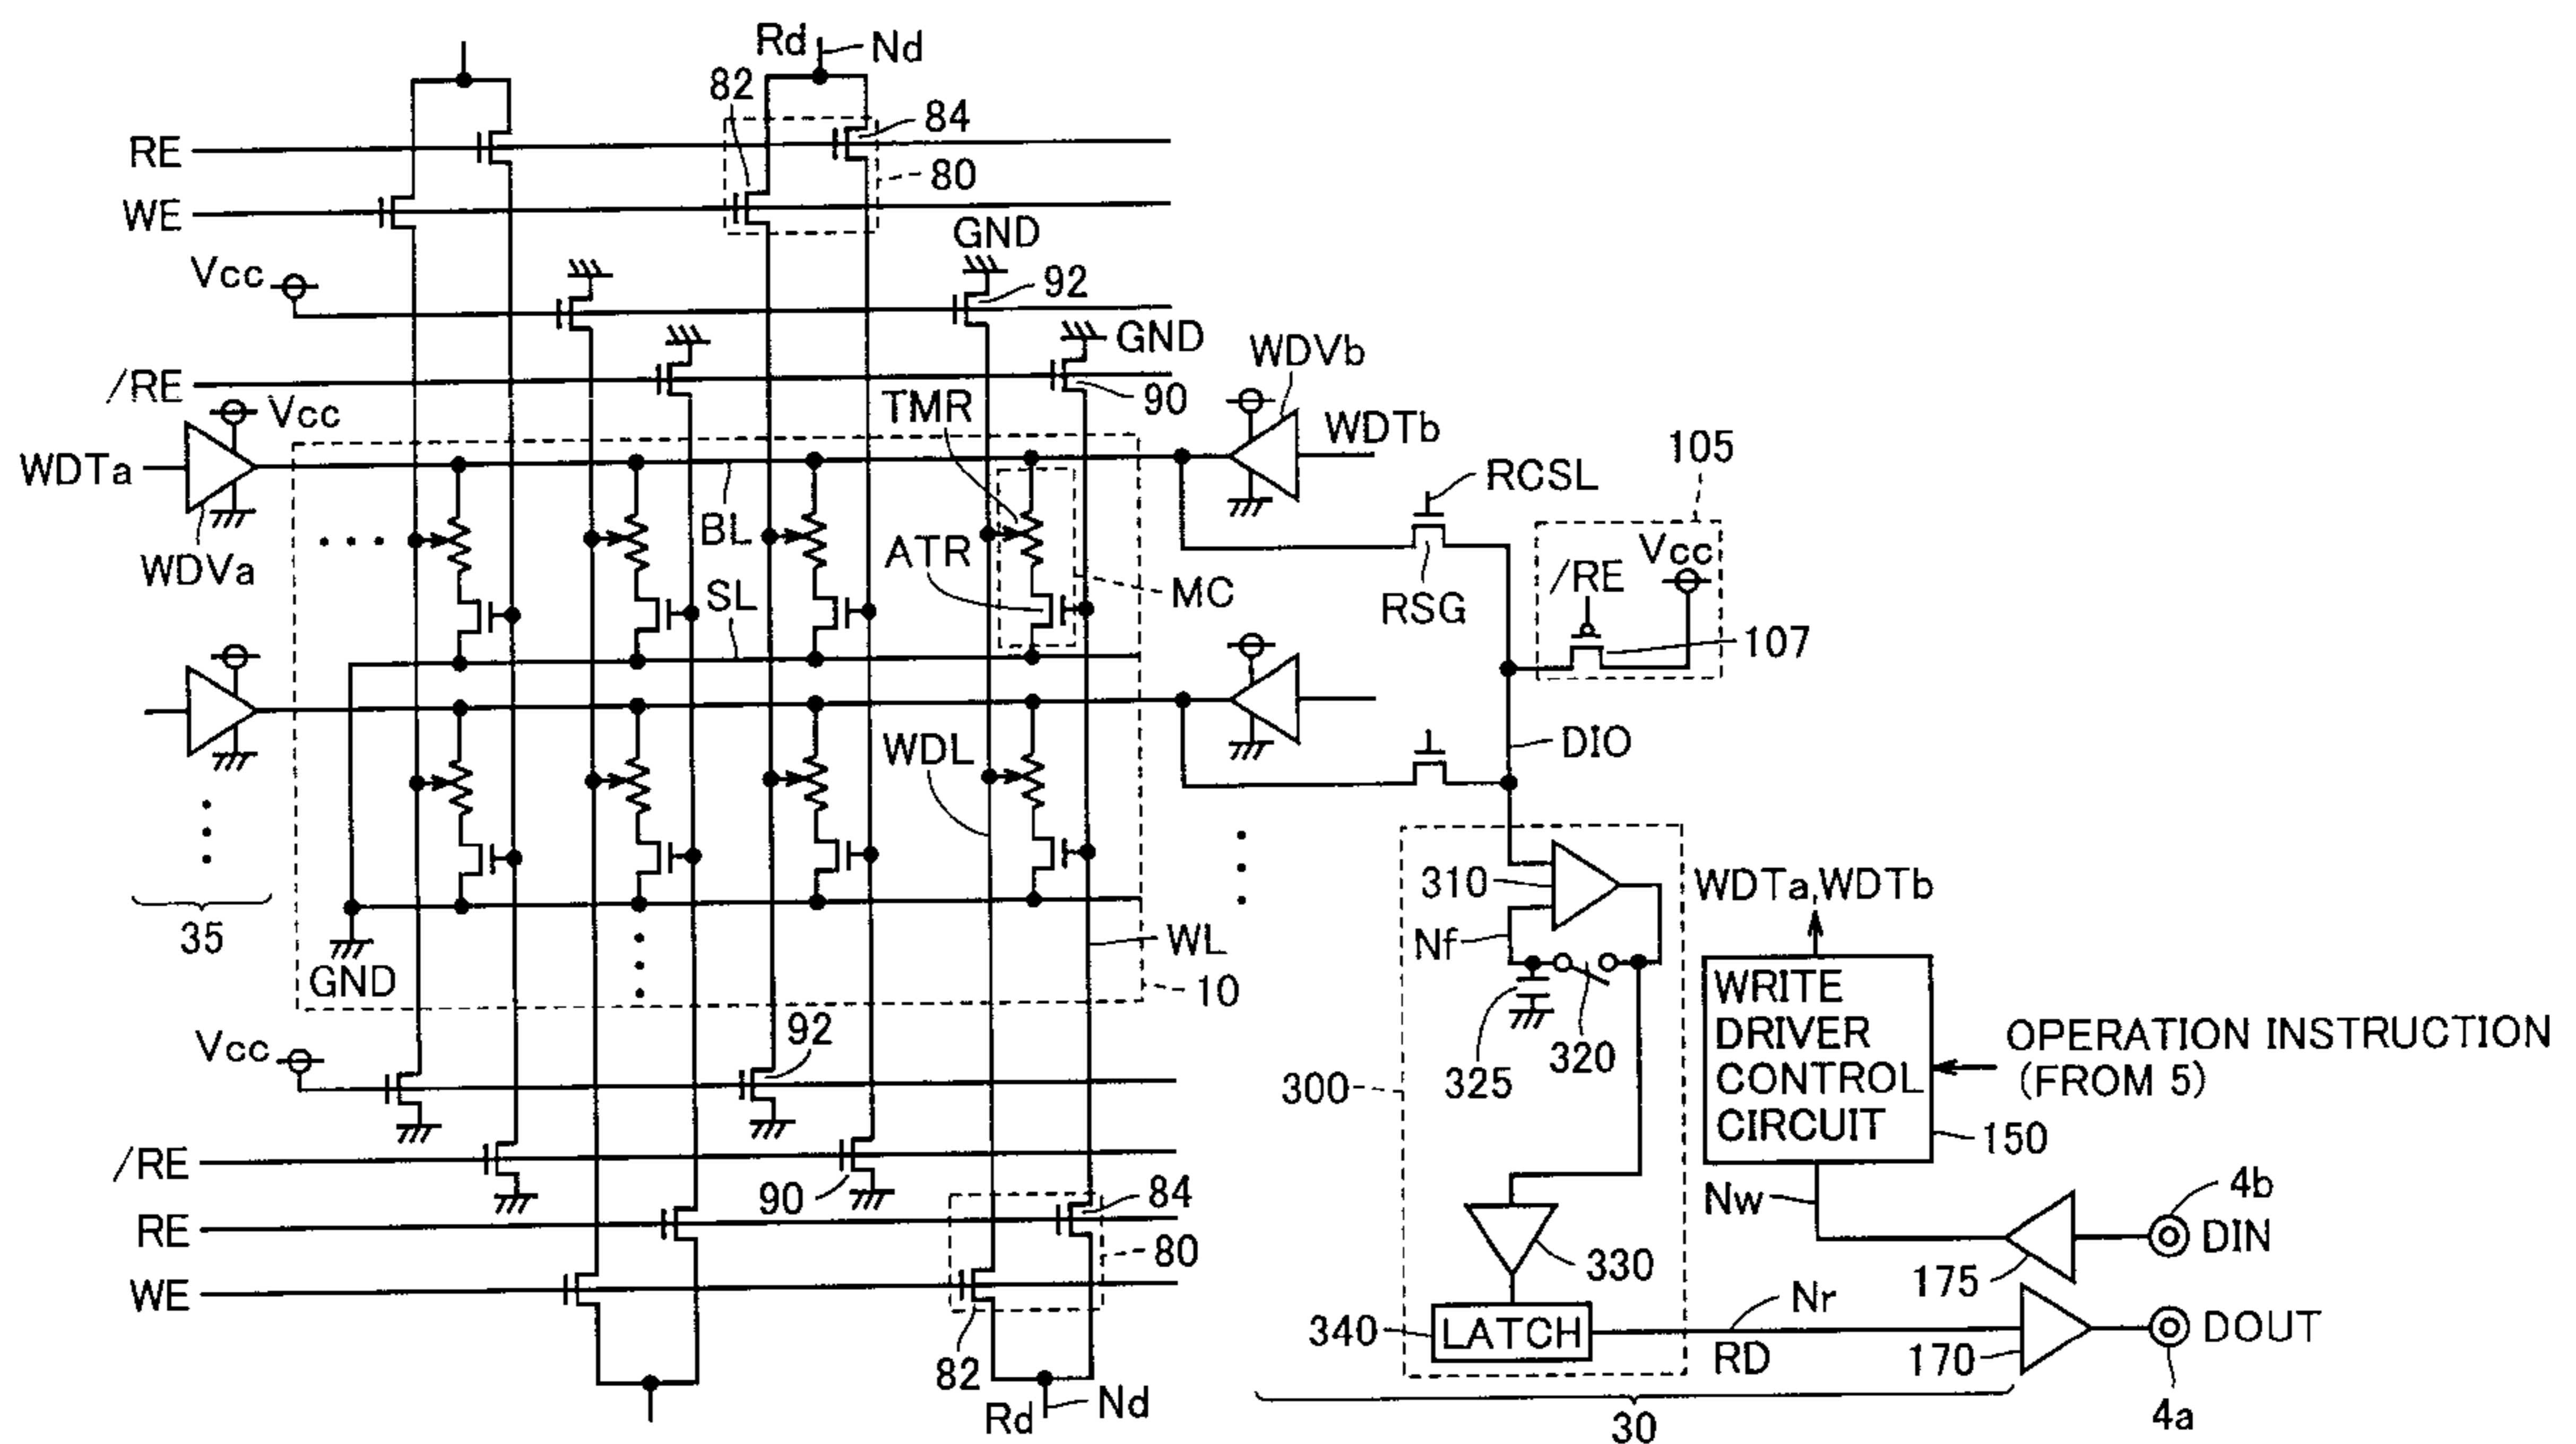 Rd Nd
82
84
RE
80
WE
GND
Vcc
92
GND
WDVb
/RE
90
TMR
Vcc
WDTb
105
WDTa
RCSL
Vcc
/RE
BL
ATR
WDVa
MC
SL
RSG
107
DIO
WDL
310
WDTa,WDTb
35
Nf
WL
GND
10
WRITE
DRIVER
CONTROL
CIRCUIT
92
Vcc
325
320
OPERATION INSTRUCTION
(FROM 5)
300
150
/RE
90
84
Nw
4b
RE
80
DIN
330
175
WE
Nr
340
LATCH
DOUT
RD
170
82
Rd Nd
30
4a